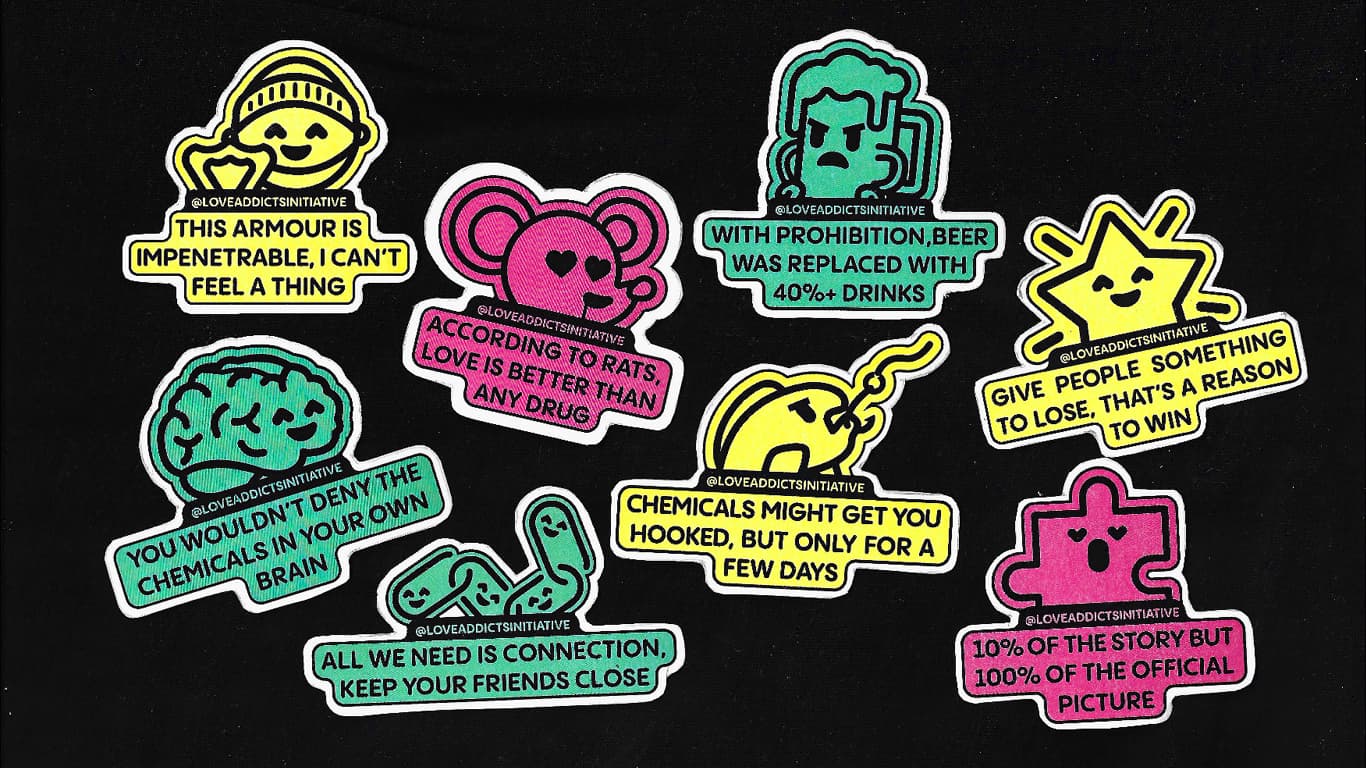 @LOVEADDICTSINITIATIVE
THIS ARMOUR IS
IMPENETRABLE, I CAN'T
FEEL A THING
@LOVEADDICTSINITIATIVE
ACCORDING TO RATS,
LOVE IS BETTER THAN
ANY DRUG
@LOVEADDICTSINITIATIVE
WITH PROHIBITION,BEER
WAS REPLACED WITH
40%+ DRINKS
@LOVEADDICTSINITIATIVE
GIVE PEOPLE SOMETHING
TO LOSE, THAT'S A REASON
TO WIN
@LOVEADDICTSINITIATIVE
YOU WOULDN'T DENY THE
CHEMICALS IN YOUR OWN
BRAIN
@LOVEADDICTSINITIATIVE
CHEMICALS MIGHT GET YOU
HOOKED, BUT ONLY FOR A
FEW DAYS
@LOVEADDICTSINITIATIVE
ALL WE NEED IS CONNECTION,
KEEP YOUR FRIENDS CLOSE
@LOVEADDICTSINITIATIVE
10% OF THE STORY BUT
100% OF THE OFFICIAL
PICTURE